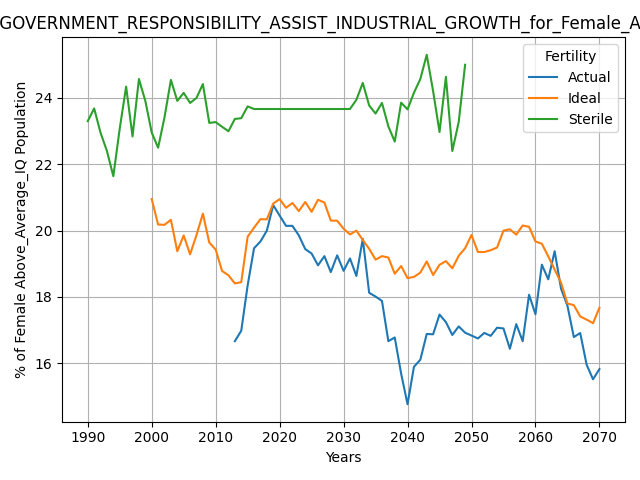 GOVERNMENT_RESPONSIBILITY_ASSIST_INDUSTRIAL_GROWTH_for_Female_A
Fertility
Actual
Ideal
Sterile
% of Female Above_Average_IQ Population
24
22
20
18
16
1990 2000 2010 2020 2030 2040 2050 2060 2070
Years